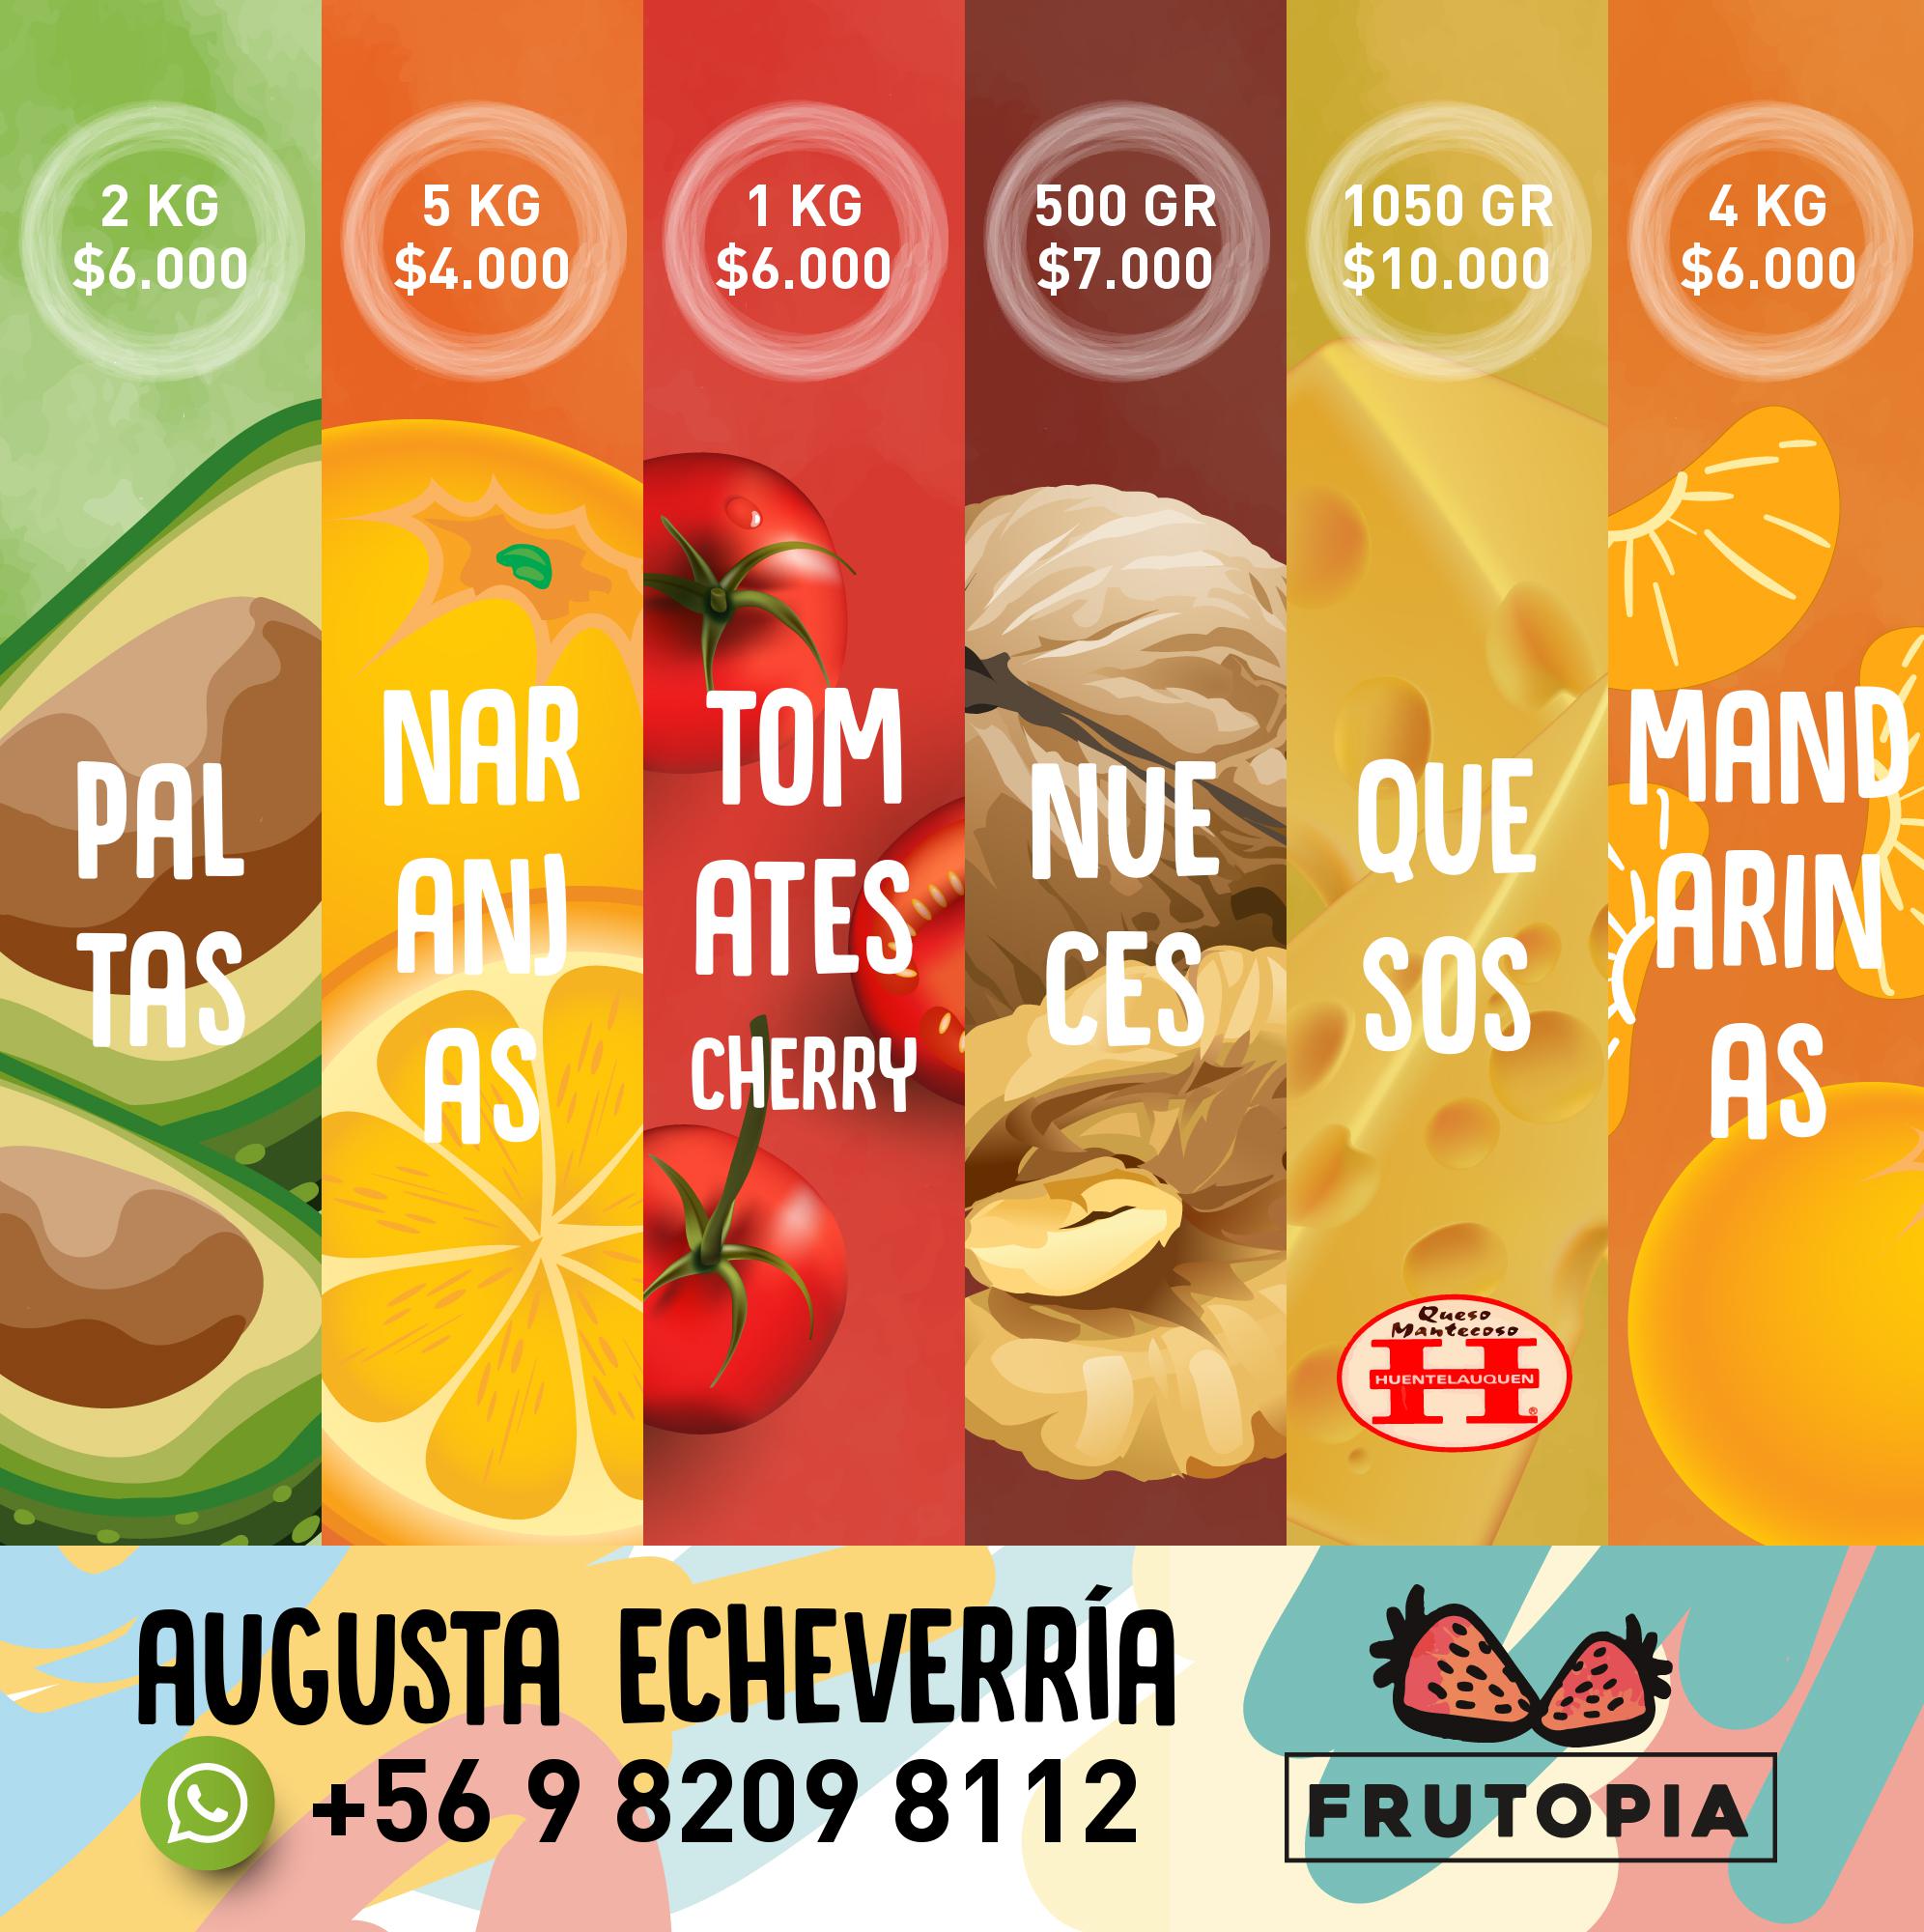 2 KG
$6.000
PAL
TAS
5 KG
$4.000
NAR
ANJ
AS
1 KG
$6.000
TOM
ATES
CHERRY
500 GR
$7.000
NUE
CES
1050 GR
$10.000
QUE
SOS
Queso
Mantecoso
H
HUENTELAUQUEN
®
4 KG
$6.000
MAND
ARIN
AS
AUGUSTA ECHEVERRÍA
+56 9 8209 8112
FRUTOPIA